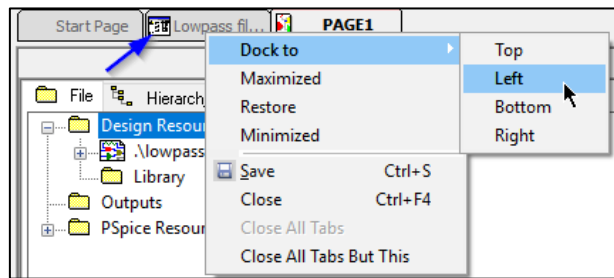 Start Page Lowpass fil... PAGE1
Dock to Top
Maximized Left
Restore Bottom
Minimized Right
File Hierarch
Design Resour
.\lowpass
Library
Outputs
PSpice Resour
Save Ctrl+S
Close Ctrl+F4
Close All Tabs
Close All Tabs But This